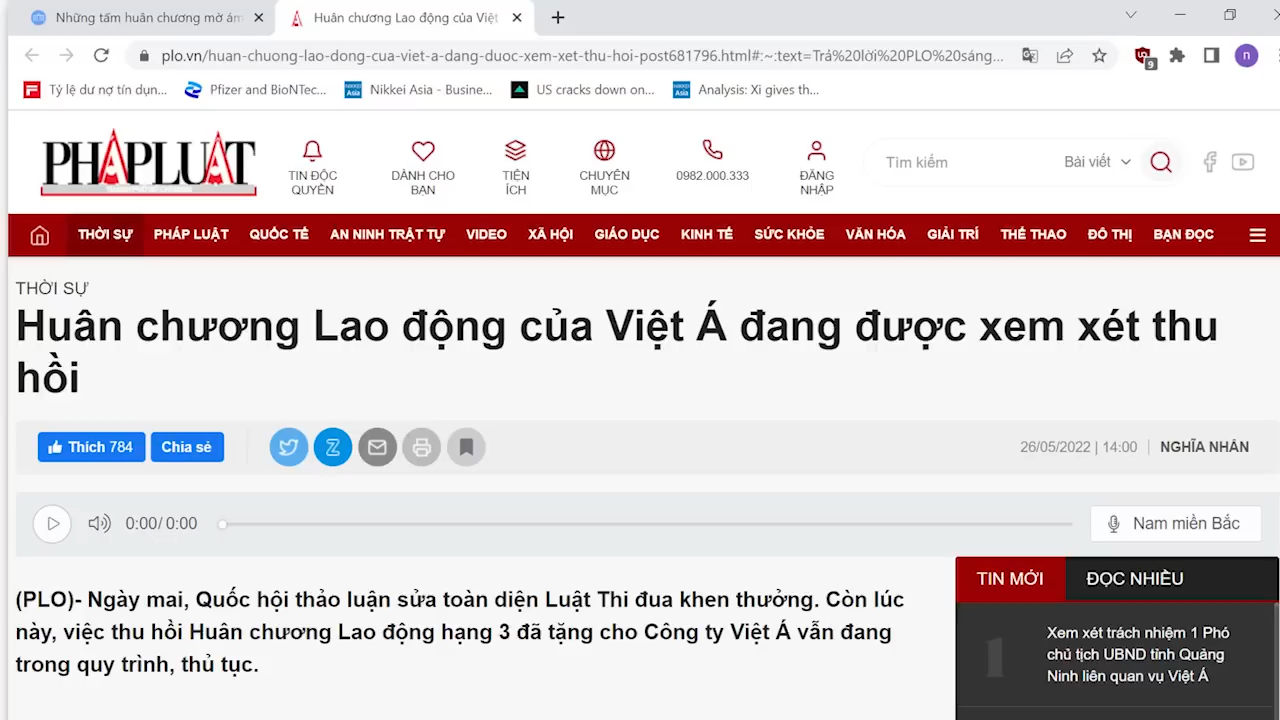 Những tấm huân chương mờ ám
Huân chương Lao động của Việt
plo.vn/huan-chuong-lao-dong-cua-viet-a-dang-duoc-xem-xet-thu-hoi-post681796.html#:~:text=Trả%20lời%20PLO%20sáng...
9
n
Tỷ lệ dư nợ tín dụn...
Pfizer and BioNTec...
NIKKEI Asia
Nikkei Asia - Busine...
US cracks down on...
NIKKEI Asia
Analysis: Xi gives th...
PHÁP LUẬT
TIN ĐỘC
QUYỀN
DÀNH CHO
BẠN
TIỆN
ÍCH
CHUYÊN
MỤC
0982.000.333
ĐĂNG
NHẬP
Tìm kiếm
Bài viết
THỜI SỰ
PHÁP LUẬT
QUỐC TẾ
AN NINH TRẬT TỰ
VIDEO
XÃ HỘI
GIÁO DỤC
KINH TẾ
SỨC KHỎE
VĂN HÓA
GIẢI TRÍ
THỂ THAO
ĐÔ THỊ
BẠN ĐỌC
THỜI SỰ
Huân chương Lao động của Việt Á đang được xem xét thu
hồi
Thích 784
Chia sẻ
26/05/2022 | 14:00
NGHĨA NHÂN
0:00/ 0:00
Nam miền Bắc
(PLO)- Ngày mai, Quốc hội thảo luận sửa toàn diện Luật Thi đua khen thưởng. Còn lúc
này, việc thu hồi Huân chương Lao động hạng 3 đã tặng cho Công ty Việt Á vẫn đang
trong quy trình, thủ tục.
TIN MỚI
ĐỌC NHIỀU
1
Xem xét trách nhiệm 1 Phó
chủ tịch UBND tỉnh Quảng
Ninh liên quan vụ Việt Á